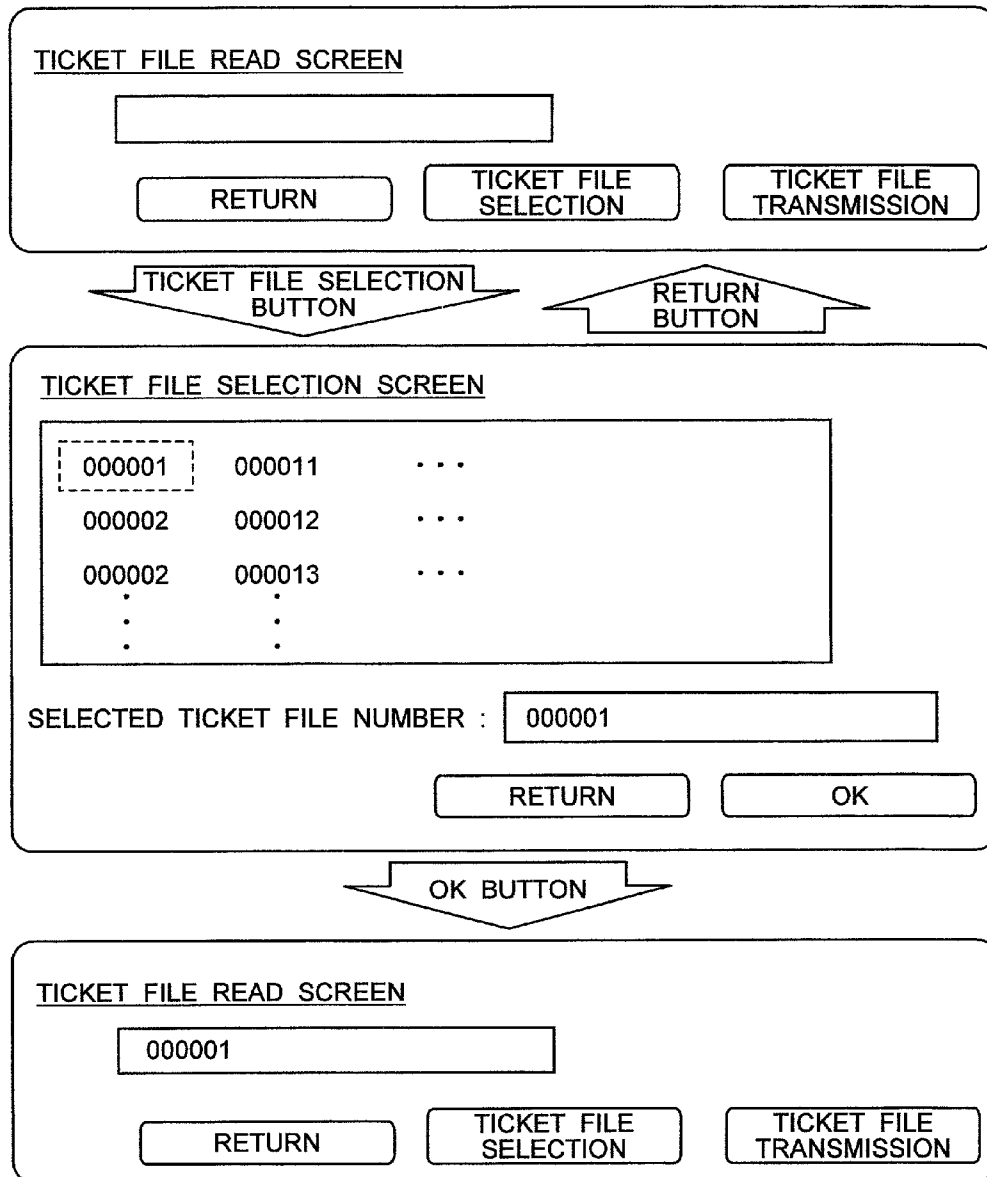 TICKET FILE READ SCREEN
RETURN
TICKET FILE
SELECTION
TICKET FILE
TRANSMISSION
TICKET FILE SELECTION
BUTTON
RETURN
BUTTON
TICKET FILE SELECTION SCREEN
000001 000011 · · ·
000002 000012 · · ·
000002 000013 · · ·
SELECTED TICKET FILE NUMBER : 000001
RETURN OK
OK BUTTON
TICKET FILE READ SCREEN
000001
RETURN
TICKET FILE
SELECTION
TICKET FILE
TRANSMISSION